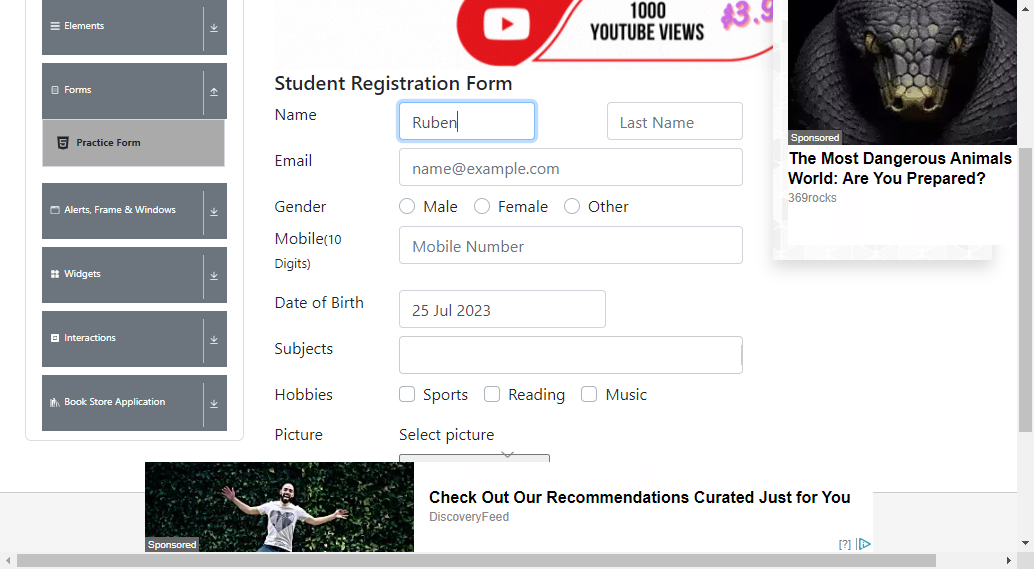 Elements
Forms
Practice Form
Alerts, Frame & Windows
Widgets
Interactions
Book Store Application
1000
YOUTUBE VIEWS
$3.9
Student Registration Form
Name
Ruben
Last Name
Email
name@example.com
Gender
Male
Female
Other
Mobile(10
Digits)
Mobile Number
Date of Birth
25 Jul 2023
Subjects
Hobbies
Sports
Reading
Music
Picture
Select picture
Sponsored
The Most Dangerous Animals
World: Are You Prepared?
369rocks
Check Out Our Recommendations Curated Just for You
DiscoveryFeed
Sponsored
[?]